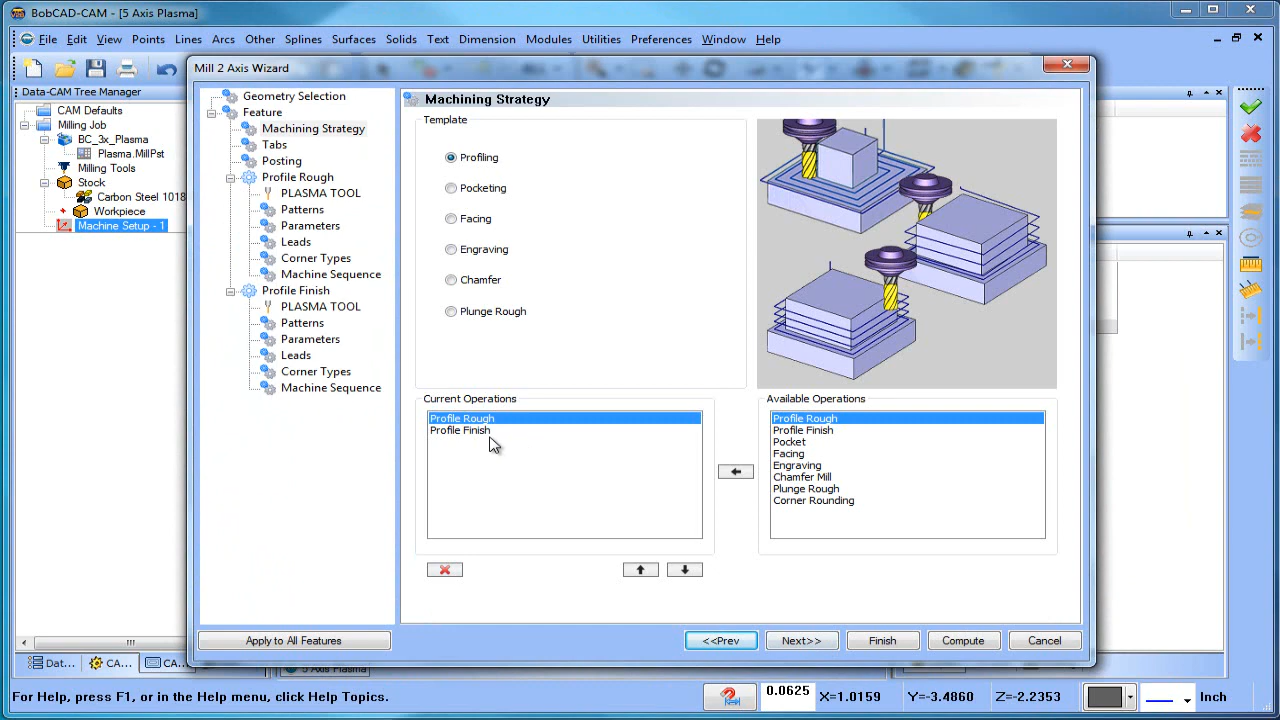 BobCAD-CAM - [5 Axis Plasma]
File Edit View Points Lines Arcs Other Splines Surfaces Solids Text Dimension Modules Utilities Preferences Window Help
Data-CAM Tree Manager
CAM Defaults
Milling Job
BC_3x_Plasma
Plasma.MillPst
Milling Tools
Stock
Carbon Steel 1018
Workpiece
Machine Setup - 1
Mill 2 Axis Wizard
Geometry Selection
Feature
Machining Strategy
Tabs
Posting
Profile Rough
PLASMA TOOL
Patterns
Parameters
Leads
Corner Types
Machine Sequence
Profile Finish
PLASMA TOOL
Patterns
Parameters
Leads
Corner Types
Machine Sequence
Machining Strategy
Template
Profiling
Pocketing
Facing
Engraving
Chamfer
Plunge Rough
Current Operations
Profile Rough
Profile Finish
Available Operations
Profile Rough
Profile Finish
Pocket
Facing
Engraving
Chamfer Mill
Plunge Rough
Corner Rounding
Apply to All Features
<<Prev Next>> Finish Compute Cancel
Dat... CA... CA... 5 Axis Plasma
For Help, press F1, or in the Help menu, click Help Topics. 0.0625 X=1.0159 Y=-3.4860 Z=-2.2353 Inch